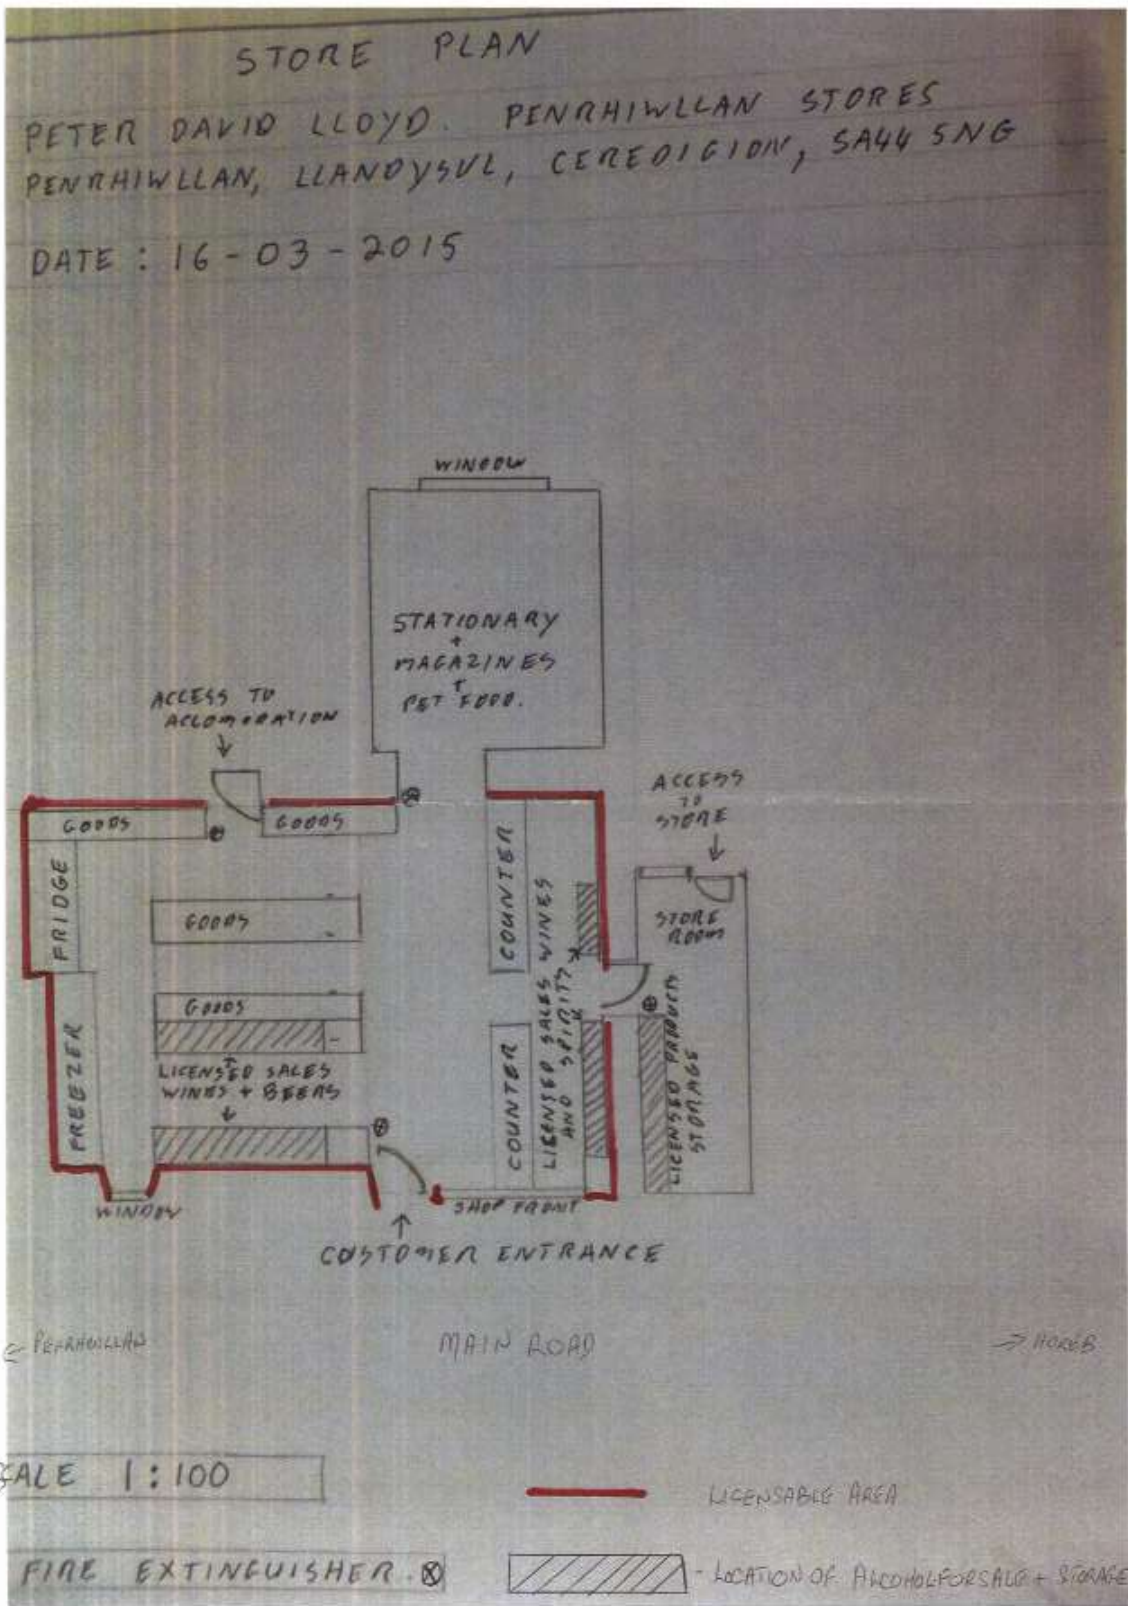 STORE PLAN
PETER DAVID LLOYD. PENRHIWLLAN STORES
PENRHIWLLAN, LLANDYSUL, CEREDIGION, SA44 5NG
DATE : 16-03-2015
WINDOW
STATIONARY
+
MAGAZINES
+
PET FOOD.
ACCESS TO
ACCOMODATION
ACCESS
TO
STORE
GOODS
GOODS
FRIDGE
GOODS
GOODS
FREEZER
LICENSED SALES
WINES + BEERS
COUNTER
COUNTER
LICENSED SALES WINES
AND SPIRITS
STORE
ROOM
LICENSED PRODUCTS
STORAGE
WINDOW
SHOP FRONT
CUSTOMER ENTRANCE
← PENRHIWLLAN
MAIN ROAD
→ HOREB
SCALE 1:100
LICENSABLE AREA
FIRE EXTINGUISHER. ⊗
- LOCATION OF ALCOHOL FOR SALE + STORAGE